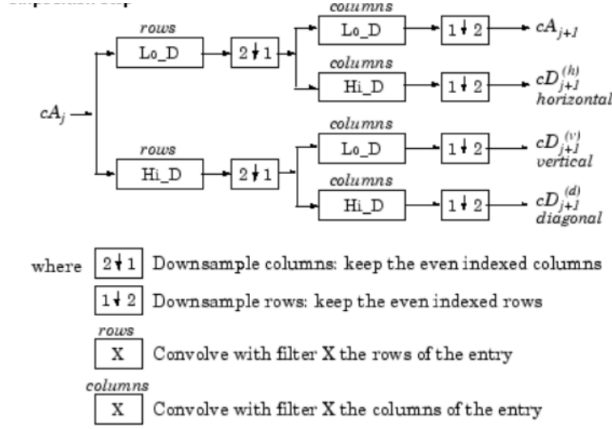 rows
Lo_D
2↓1
columns
Lo_D
1↓2
cA_{j+1}
columns
Hi_D
1↓2
cD_{j+1}^{(h)}
horizontal
cA_j
rows
Hi_D
2↓1
columns
Lo_D
1↓2
cD_{j+1}^{(v)}
vertical
columns
Hi_D
1↓2
cD_{j+1}^{(d)}
diagonal
where 2↓1 Downsample columns: keep the even indexed columns
1↓2 Downsample rows: keep the even indexed rows
rows
X Convolve with filter X the rows of the entry
columns
X Convolve with filter X the columns of the entry